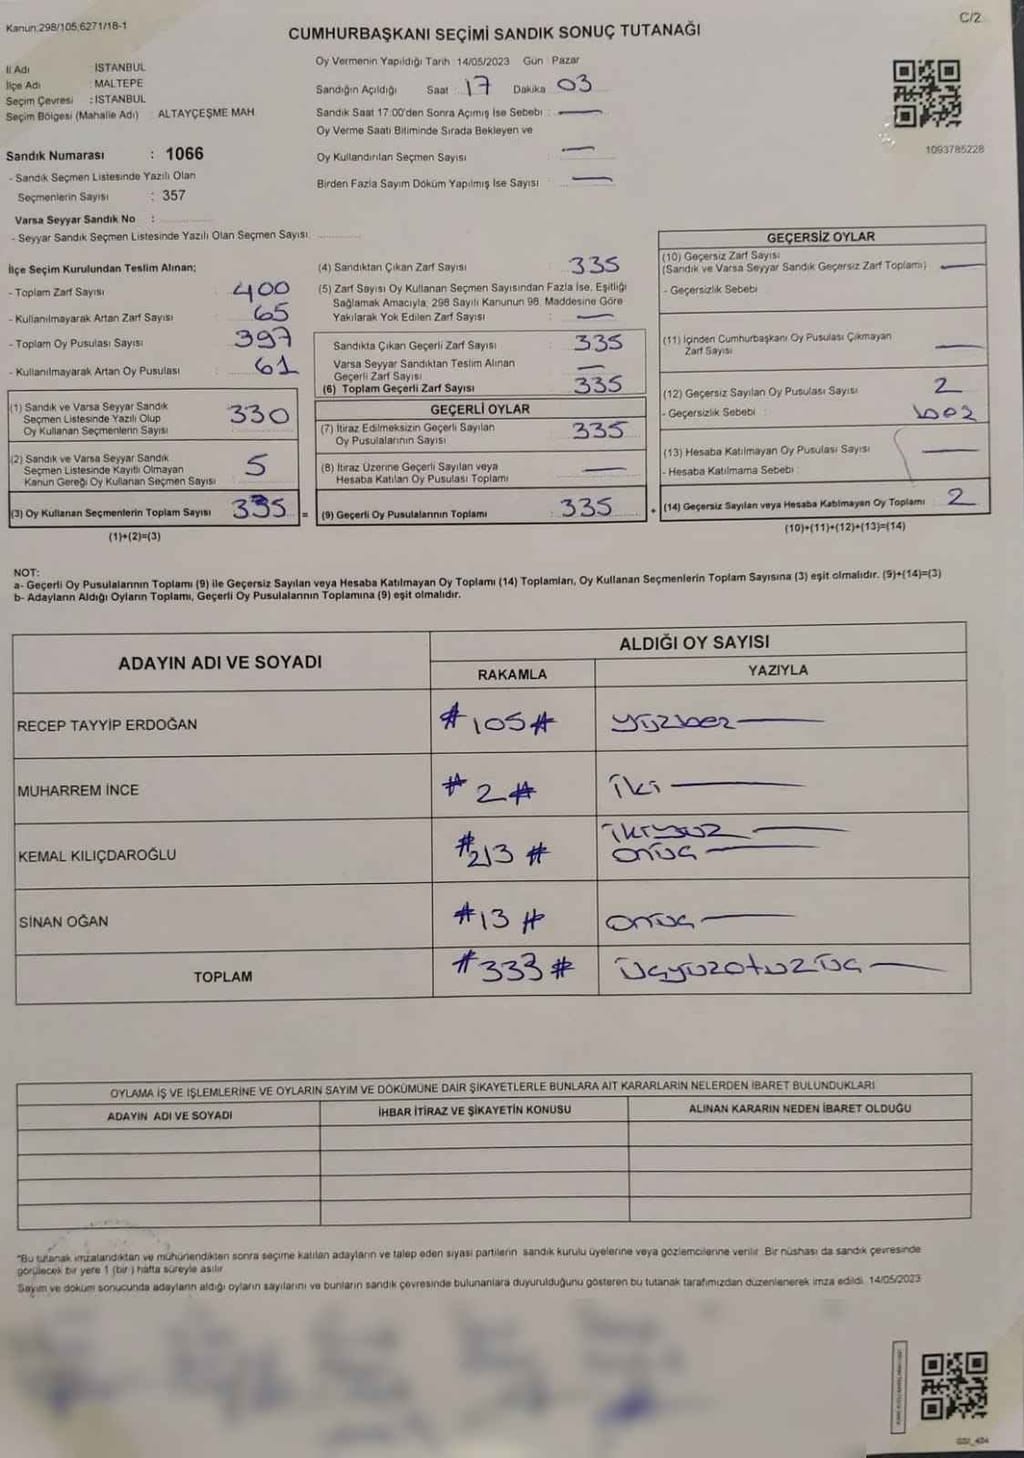 Kanun:298/105,6271/18-1
C/2
CUMHURBAŞKANI SEÇİMİ SANDIK SONUÇ TUTANAĞI
İl Adı : İSTANBUL
İlçe Adı : MALTEPE
Seçim Çevresi : İSTANBUL
Seçim Bölgesi (Mahalle Adı) : ALTAYÇEŞME MAH
Sandık Numarası : 1066
- Sandık Seçmen Listesinde Yazılı Olan
Seçmenlerin Sayısı : 357
Varsa Seyyar Sandık No :
- Seyyar Sandık Seçmen Listesinde Yazılı Olan Seçmen Sayısı
Oy Vermenin Yapıldığı Tarih 14/05/2023 Gün : Pazar
Sandığın Açıldığı Saat : 17 Dakika : 03
Sandık Saat 17:00'den Sonra Açımış İse Sebebi : —
Oy Verme Saati Bitiminde Sırada Bekleyen ve
Oy Kullandırılan Seçmen Sayısı : —
Birden Fazla Sayım Döküm Yapılmış İse Sayısı : —
1093785228
İlçe Seçim Kurulundan Teslim Alınan;
- Toplam Zarf Sayısı : 400
- Kullanılmayarak Artan Zarf Sayısı : 65
- Toplam Oy Pusulası Sayısı : 397
- Kullanılmayarak Artan Oy Pusulası : 61
(1) Sandık ve Varsa Seyyar Sandık
Seçmen Listesinde Yazılı Olup
Oy Kullanan Seçmenlerin Sayısı 330
(2) Sandık ve Varsa Seyyar Sandık
Seçmen Listesinde Kayıtlı Olmayan
Kanun Gereği Oy Kullanan Seçmen Sayısı 5
(3) Oy Kullanan Seçmenlerin Toplam Sayısı 335 =
(1)+(2)=(3)
(4) Sandıktan Çıkan Zarf Sayısı : 335
(5) Zarf Sayısı Oy Kullanan Seçmen Sayısından Fazla İse, Eşitliği
Sağlamak Amacıyla, 298 Sayılı Kanunun 98. Maddesine Göre
Yakılarak Yok Edilen Zarf Sayısı : —
Sandıkta Çıkan Geçerli Zarf Sayısı : 335
Varsa Seyyar Sandıktan Teslim Alınan
Geçerli Zarf Sayısı : —
(6) Toplam Geçerli Zarf Sayısı : 335
GEÇERLİ OYLAR
(7) İtiraz Edilmeksizin Geçerli Sayılan
Oy Pusulalarının Sayısı : 335
(8) İtiraz Üzerine Geçerli Sayılan veya
Hesaba Katılan Oy Pusulası Toplamı : —
(9) Geçerli Oy Pusulalarının Toplamı : 335 +
GEÇERSİZ OYLAR
(10) Geçersiz Zarf Sayısı
(Sandık ve Varsa Seyyar Sandık Geçersiz Zarf Toplamı) —
- Geçersizlik Sebebi
(11) İçinden Cumhurbaşkanı Oy Pusulası Çıkmayan
Zarf Sayısı —
(12) Geçersiz Sayılan Oy Pusulası Sayısı 2
- Geçersizlik Sebebi :
(13) Hesaba Katılmayan Oy Pusulası Sayısı —
- Hesaba Katılmama Sebebi :
(14) Geçersiz Sayılan veya Hesaba Katılmayan Oy Toplamı 2
(10)+(11)+(12)+(13)=(14)
NOT:
a- Geçerli Oy Pusulalarının Toplamı (9) ile Geçersiz Sayılan veya Hesaba Katılmayan Oy Toplamı (14) Toplamları, Oy Kullanan Seçmenlerin Toplam Sayısına (3) eşit olmalıdır. (9)+(14)=(3)
b- Adayların Aldığı Oyların Toplamı, Geçerli Oy Pusulalarının Toplamına (9) eşit olmalıdır.
ADAYIN ADI VE SOYADI
ALDIĞI OY SAYISI
RAKAMLA YAZIYLA
RECEP TAYYİP ERDOĞAN #105# yüzbeş
MUHARREM İNCE #2# iki
KEMAL KILIÇDAROĞLU #213# ikiyüz
onüç
SİNAN OĞAN #13# onüç
TOPLAM #333# üçyüzotuzüç
OYLAMA İŞ VE İŞLEMLERİNE VE OYLARIN SAYIM VE DÖKÜMÜNE DAİR ŞİKAYETLERLE BUNLARA AİT KARARLARIN NELERDEN İBARET BULUNDUKLARI
ADAYIN ADI VE SOYADI İHBAR İTİRAZ VE ŞİKAYETİN KONUSU ALINAN KARARIN NEDEN İBARET OLDUĞU
*Bu tutanak imzalandıktan ve mühürlendikten sonra seçime katılan adayların ve talep eden siyasi partilerin sandık kurulu üyelerine veya gözlemcilerine verilir. Bir nüshası da sandık çevresinde
görülecek bir yere 1 (bir ) hafta süreyle asılır
Sayım ve döküm sonucunda adayların aldığı oyların sayılarını ve bunların sandık çevresinde bulunanlara duyurulduğunu gösteren bu tutanak tarafımızdan düzenlenerek imza edildi. 14/05/2023